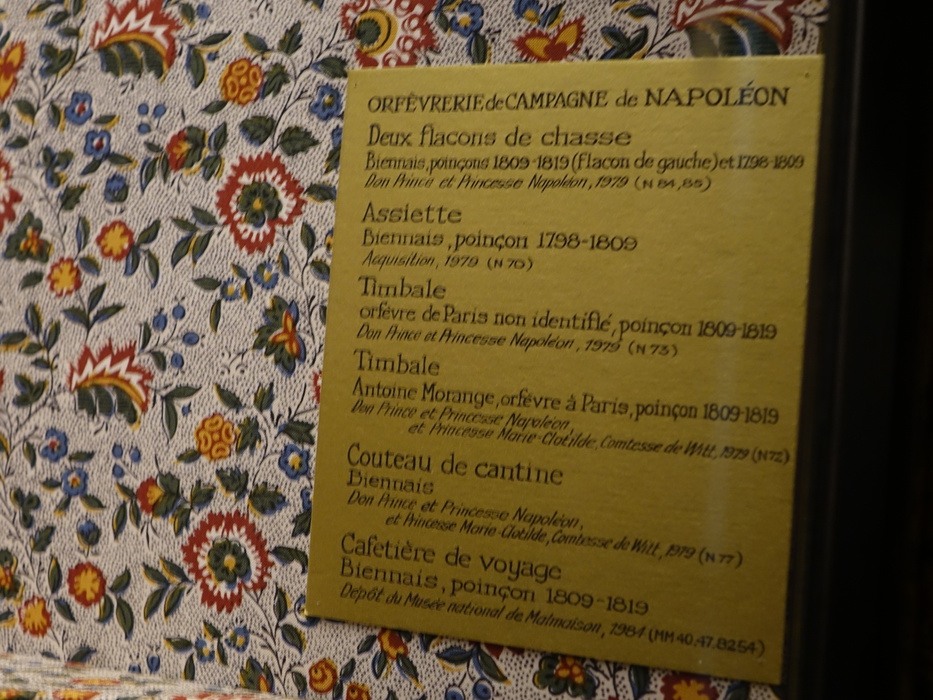 ORFÈVRERIE de CAMPAGNE de NAPOLÉON
Deux flacons de chasse
Biennais, poinçons 1809-1819 (flacon de gauche) et 1798-1809
Don Prince et Princesse Napoléon, 1979 (N 84, 85)
Assiette
Biennais, poinçon 1798-1809
Acquisition, 1979 (N 70)
Timbale
orfèvre de Paris non identifié, poinçon 1809-1819
Don Prince et Princesse Napoléon, 1979 (N 73)
Timbale
Antoine Morange, orfèvre à Paris, poinçon 1809-1819
Don Prince et Princesse Napoléon,
et Princesse Marie-Clotilde, Comtesse de Witt, 1979 (N 72)
Couteau de cantine
Biennais
Don Prince et Princesse Napoléon,
et Princesse Marie-Clotilde, Comtesse de Witt, 1979 (N 77)
Cafetière de voyage
Biennais, poinçon 1809-1819
Dépôt du Musée national de Malmaison, 1984 (MM 40.47.8254)